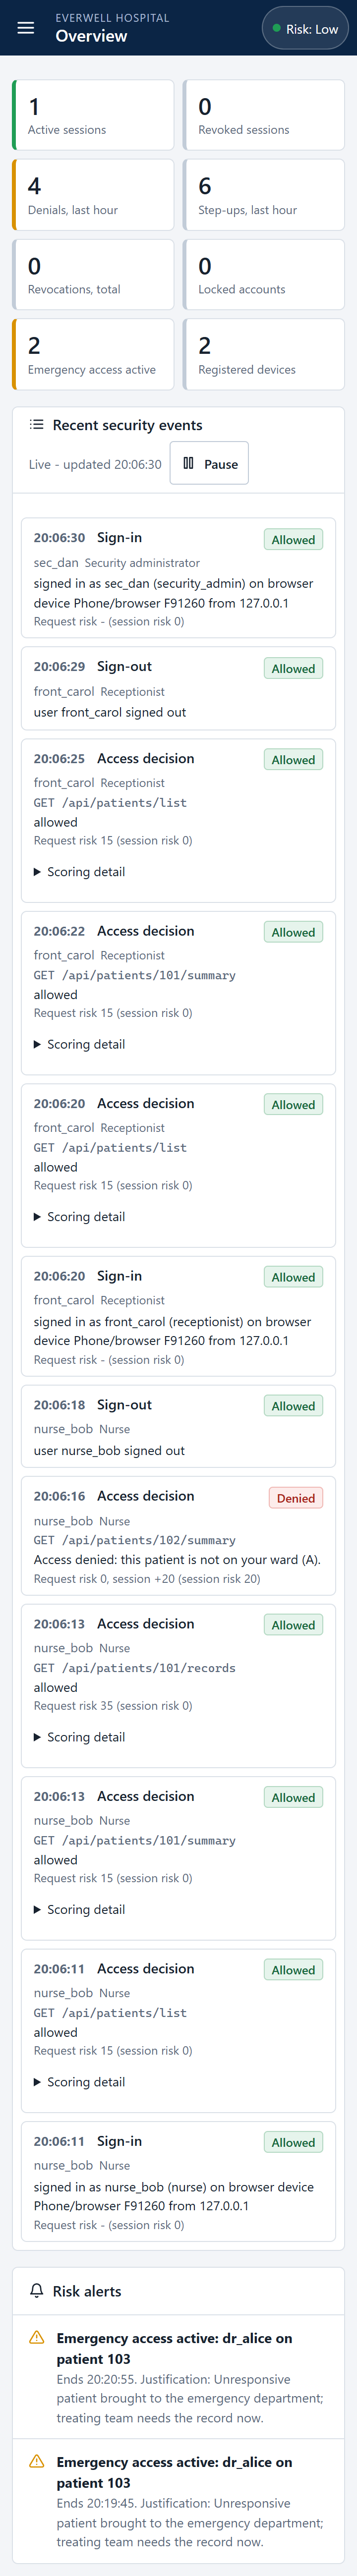 EVERWELL HOSPITAL
Overview
Risk: Low
1
Active sessions
0
Revoked sessions
4
Denials, last hour
6
Step-ups, last hour
0
Revocations, total
0
Locked accounts
2
Emergency access active
2
Registered devices
Recent security events
Live - updated 20:06:30
Pause
20:06:30 Sign-in Allowed
sec_dan Security administrator
signed in as sec_dan (security_admin) on browser
device Phone/browser F91260 from 127.0.0.1
Request risk - (session risk 0)
20:06:29 Sign-out Allowed
front_carol Receptionist
user front_carol signed out
20:06:25 Access decision Allowed
front_carol Receptionist
GET /api/patients/list
allowed
Request risk 15 (session risk 0)
Scoring detail
20:06:22 Access decision Allowed
front_carol Receptionist
GET /api/patients/101/summary
allowed
Request risk 15 (session risk 0)
Scoring detail
20:06:20 Access decision Allowed
front_carol Receptionist
GET /api/patients/list
allowed
Request risk 15 (session risk 0)
Scoring detail
20:06:20 Sign-in Allowed
front_carol Receptionist
signed in as front_carol (receptionist) on browser
device Phone/browser F91260 from 127.0.0.1
Request risk - (session risk 0)
20:06:18 Sign-out Allowed
nurse_bob Nurse
user nurse_bob signed out
20:06:16 Access decision Denied
nurse_bob Nurse
GET /api/patients/102/summary
Access denied: this patient is not on your ward (A).
Request risk 0, session +20 (session risk 20)
20:06:13 Access decision Allowed
nurse_bob Nurse
GET /api/patients/101/records
allowed
Request risk 35 (session risk 0)
Scoring detail
20:06:13 Access decision Allowed
nurse_bob Nurse
GET /api/patients/101/summary
allowed
Request risk 15 (session risk 0)
Scoring detail
20:06:11 Access decision Allowed
nurse_bob Nurse
GET /api/patients/list
allowed
Request risk 15 (session risk 0)
Scoring detail
20:06:11 Sign-in Allowed
nurse_bob Nurse
signed in as nurse_bob (nurse) on browser device
Phone/browser F91260 from 127.0.0.1
Request risk - (session risk 0)
Risk alerts
Emergency access active: dr_alice on
patient 103
Ends 20:20:55. Justification: Unresponsive
patient brought to the emergency department;
treating team needs the record now.
Emergency access active: dr_alice on
patient 103
Ends 20:19:45. Justification: Unresponsive
patient brought to the emergency department;
treating team needs the record now.